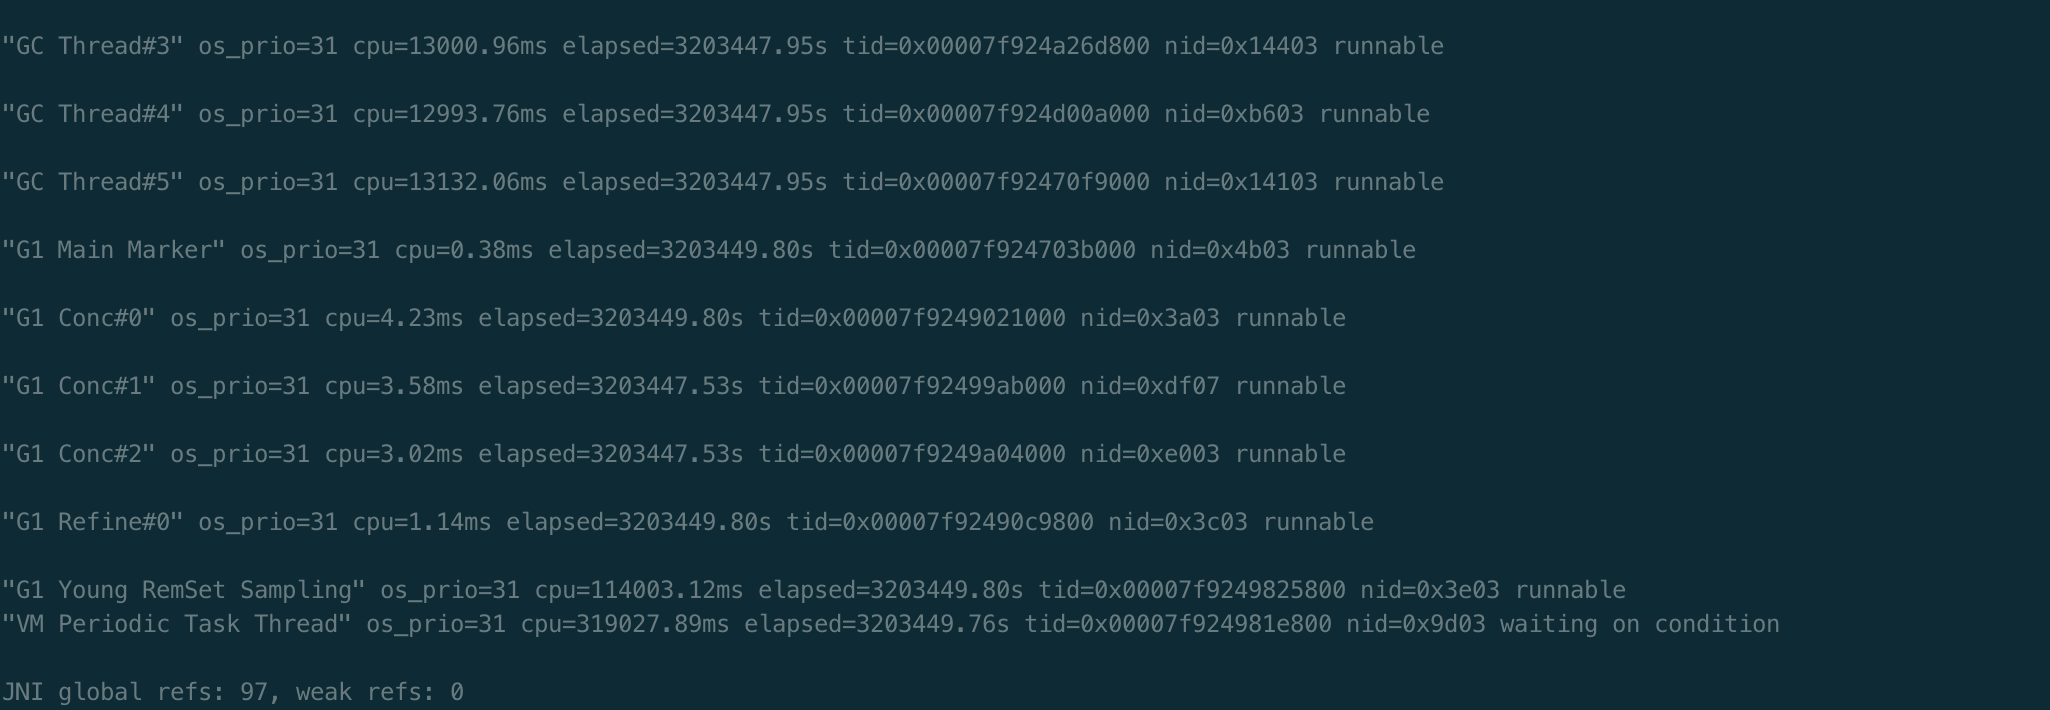 "GC Thread#3" os_prio=31 cpu=13000.96ms elapsed=3203447.95s tid=0x00007f924a26d800 nid=0x14403 runnable
"GC Thread#4" os_prio=31 cpu=12993.76ms elapsed=3203447.95s tid=0x00007f924d00a000 nid=0xb603 runnable
"GC Thread#5" os_prio=31 cpu=13132.06ms elapsed=3203447.95s tid=0x00007f92470f9000 nid=0x14103 runnable
"G1 Main Marker" os_prio=31 cpu=0.38ms elapsed=3203449.80s tid=0x00007f924703b000 nid=0x4b03 runnable
"G1 Conc#0" os_prio=31 cpu=4.23ms elapsed=3203449.80s tid=0x00007f9249021000 nid=0x3a03 runnable
"G1 Conc#1" os_prio=31 cpu=3.58ms elapsed=3203447.53s tid=0x00007f92499ab000 nid=0xdf07 runnable
"G1 Conc#2" os_prio=31 cpu=3.02ms elapsed=3203447.53s tid=0x00007f9249a04000 nid=0xe003 runnable
"G1 Refine#0" os_prio=31 cpu=1.14ms elapsed=3203449.80s tid=0x00007f92490c9800 nid=0x3c03 runnable
"G1 Young RemSet Sampling" os_prio=31 cpu=114003.12ms elapsed=3203449.80s tid=0x00007f9249825800 nid=0x3e03 runnable
"VM Periodic Task Thread" os_prio=31 cpu=319027.89ms elapsed=3203449.76s tid=0x00007f924981e800 nid=0x9d03 waiting on condition
JNI global refs: 97, weak refs: 0